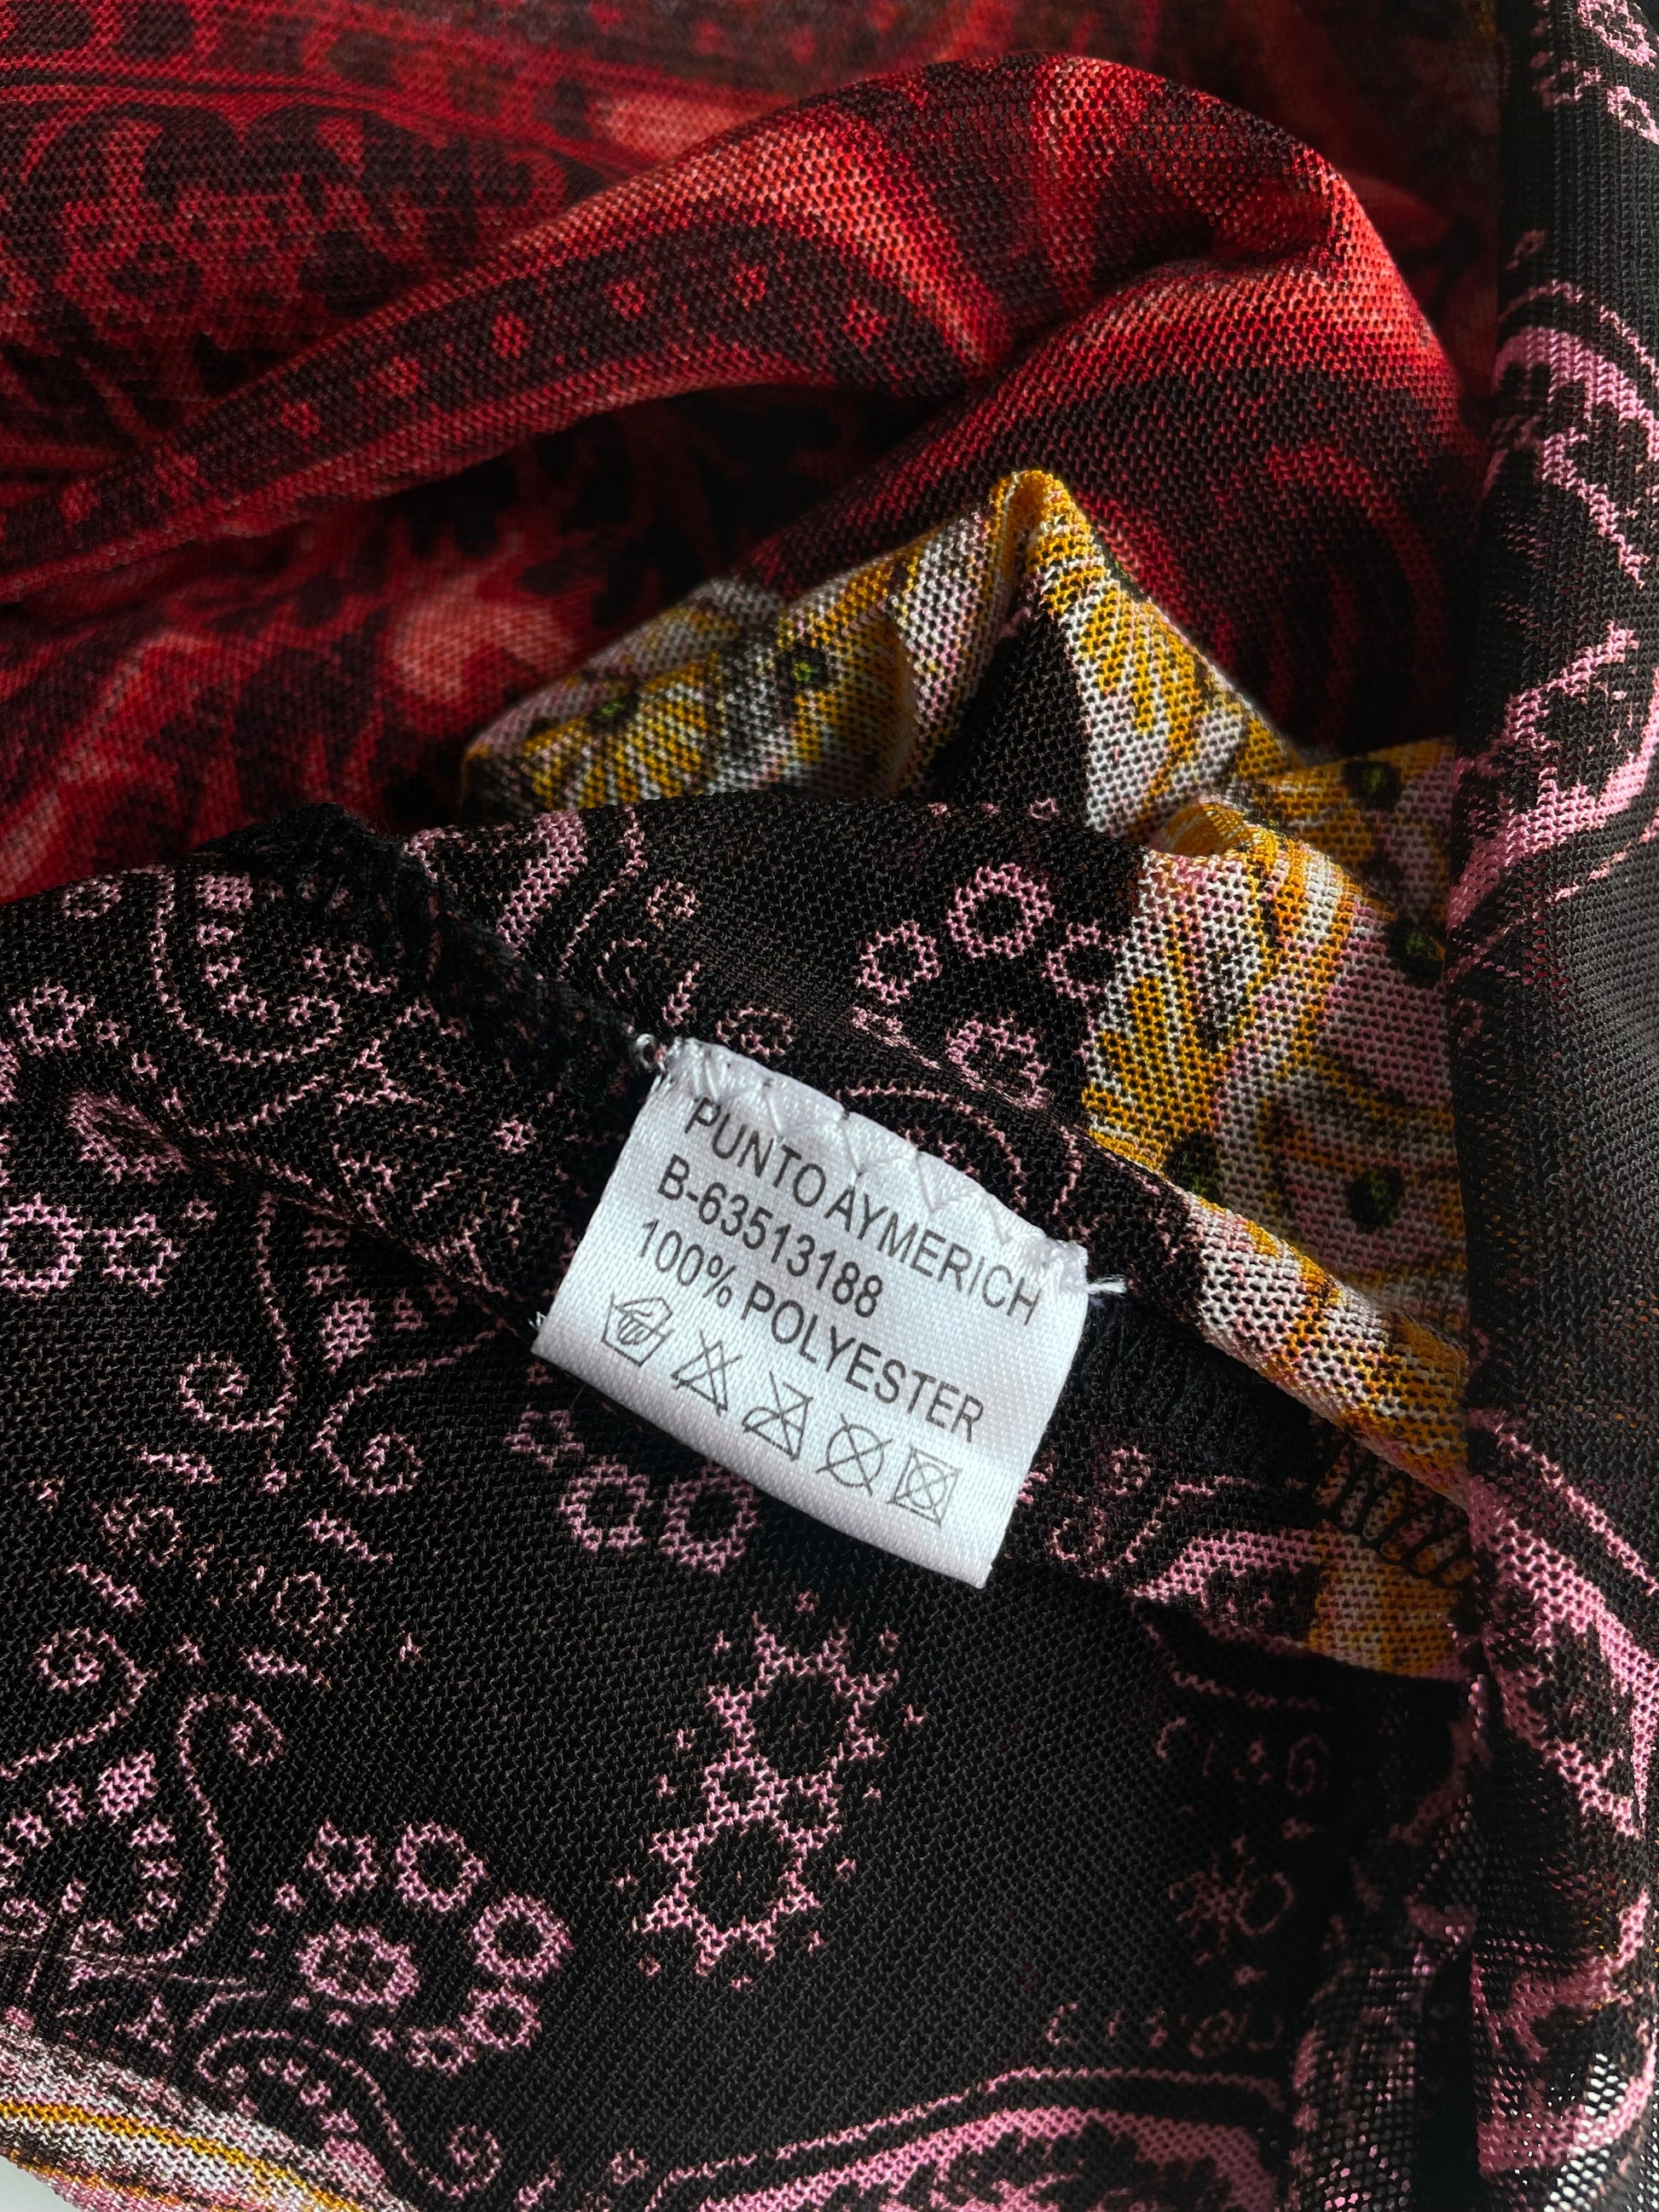 PUNTO AYMERICH
B-63513188
100% POLYESTER